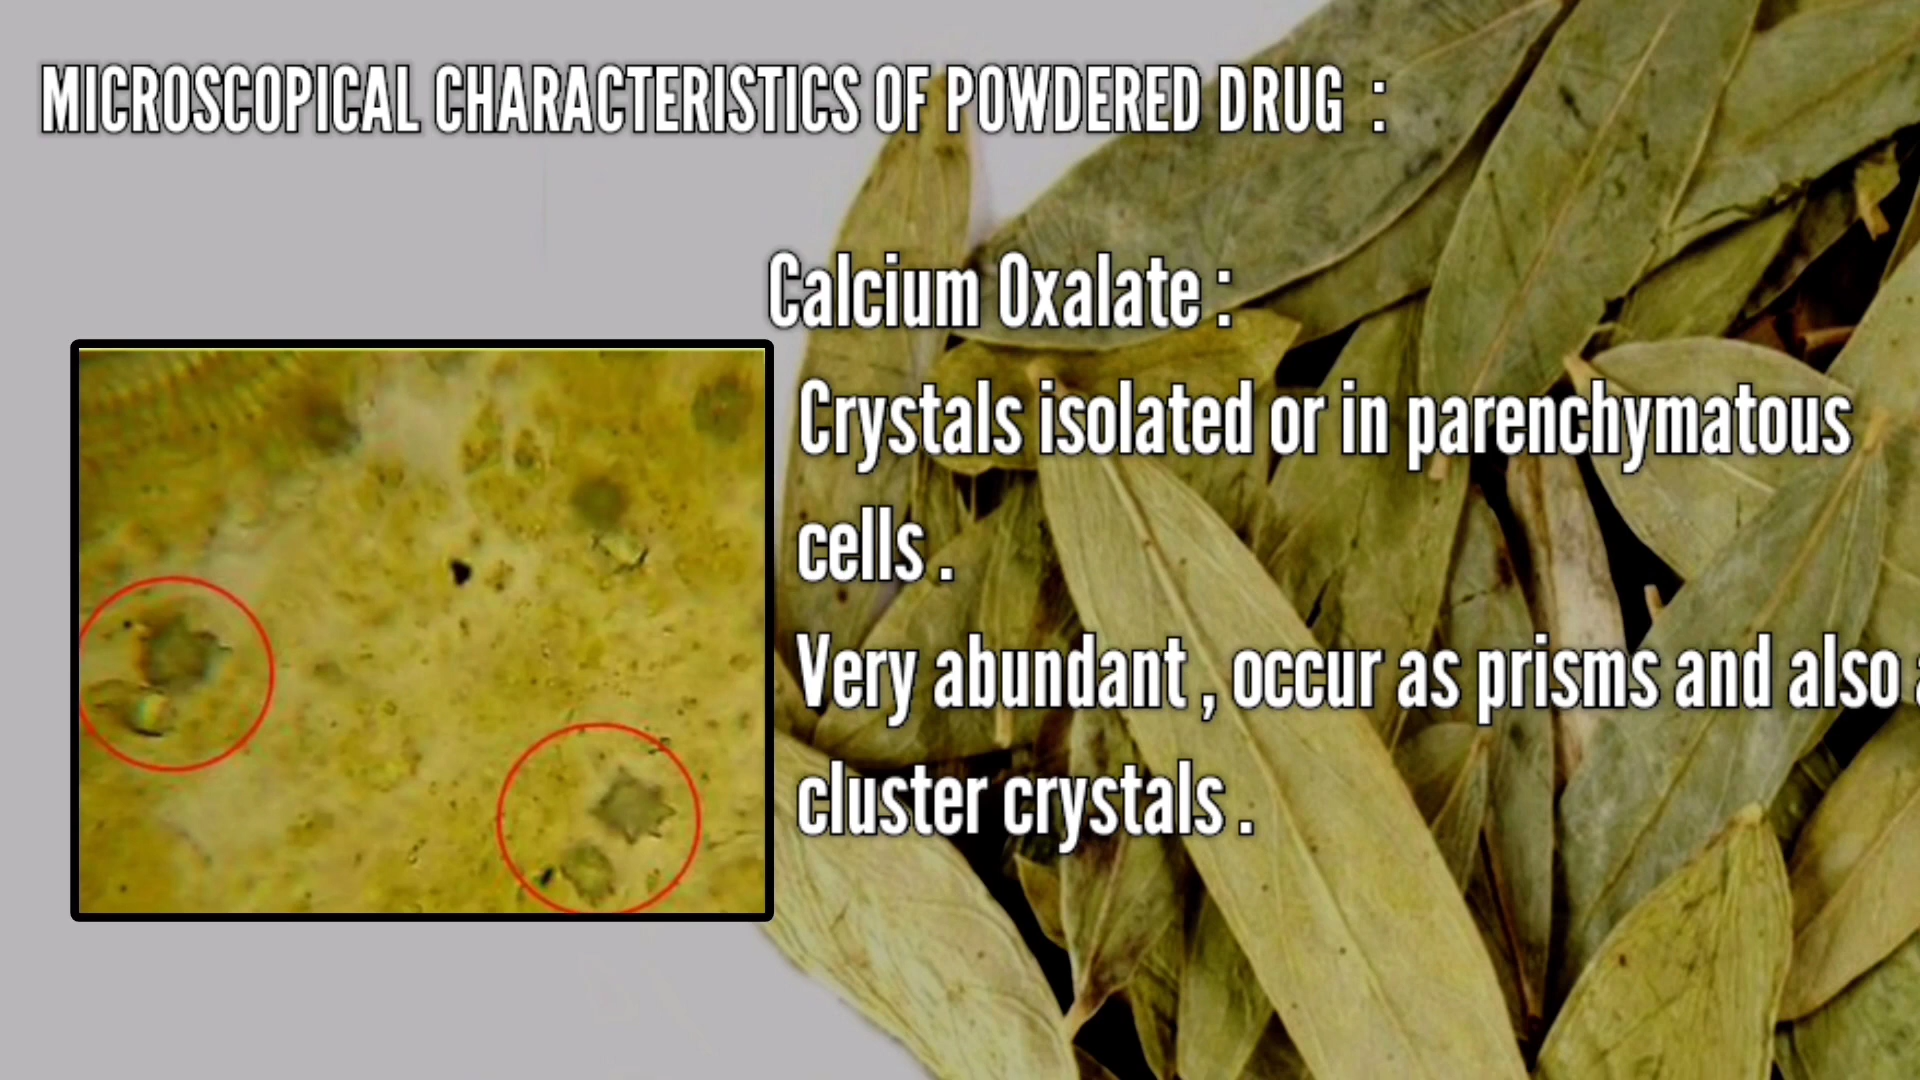 MICROSCOPICAL CHARACTERISTICS OF POWDERED DRUG :
Calcium Oxalate :
Crystals isolated or in parenchymatous
cells .
Very abundant , occur as prisms and also
cluster crystals .